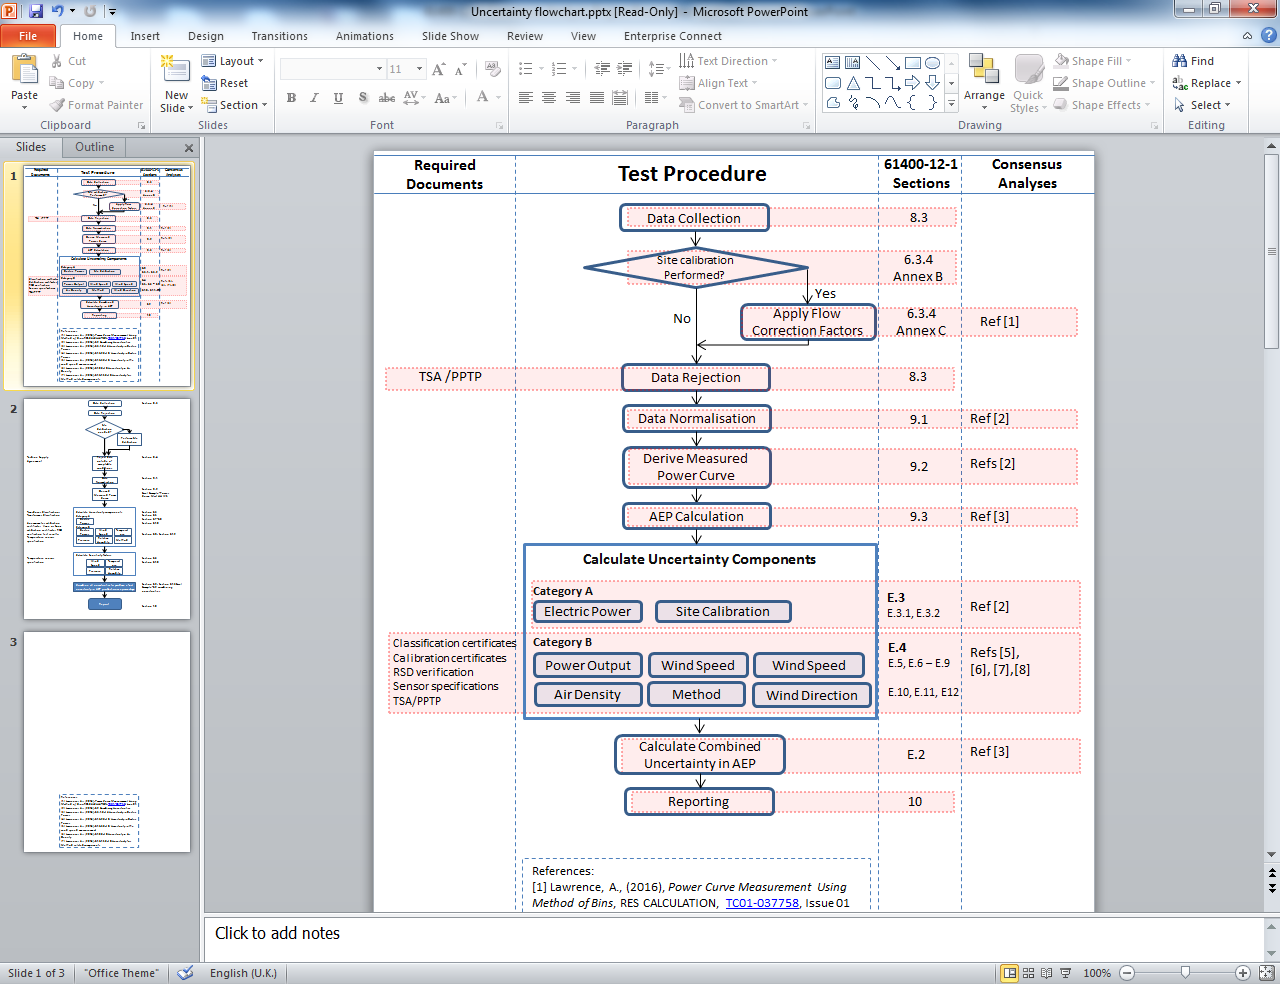 Uncertainty flowchart.pptx [Read-Only] - Microsoft PowerPoint
File Home Insert Design Transitions Animations Slide Show Review View Enterprise Connect
Paste
Cut
Copy
Format Painter
Clipboard
New
Slide
Layout
Reset
Section
Slides
11
B I U S abc AV Aa A
Font
Text Direction
Align Text
Convert to SmartArt
Paragraph
Arrange
Quick
Styles
Shape Fill
Shape Outline
Shape Effects
Drawing
Find
Replace
Select
Editing
Slides Outline
1
2
3
Required
Documents
Test Procedure
61400-12-1
Sections
Consensus
Analyses
Data Collection
8.3
Site calibration
Performed?
6.3.4
Annex B
Yes
No
Apply Flow
Correction Factors
6.3.4
Annex C
Ref [1]
TSA /PPTP
Data Rejection
8.3
Data Normalisation
9.1
Ref [2]
Derive Measured
Power Curve
9.2
Refs [2]
AEP Calculation
9.3
Ref [3]
Calculate Uncertainty Components
Category A
Electric Power
Site Calibration
E.3
E.3.1, E.3.2
Ref [2]
Classification certificates
Calibration certificates
RSD verification
Sensor specifications
TSA/PPTP
Category B
Power Output
Wind Speed
Wind Speed
Air Density
Method
Wind Direction
E.4
E.5, E.6 – E.9
E.10, E.11, E12
Refs [5],
[6], [7],[8]
Calculate Combined
Uncertainty in AEP
E.2
Ref [3]
Reporting
10
References:
[1] Lawrence, A., (2016), Power Curve Measurement Using
Method of Bins, RES CALCULATION, TC01-037758, Issue 01
Click to add notes
Slide 1 of 3
"Office Theme"
English (U.K.)
100%